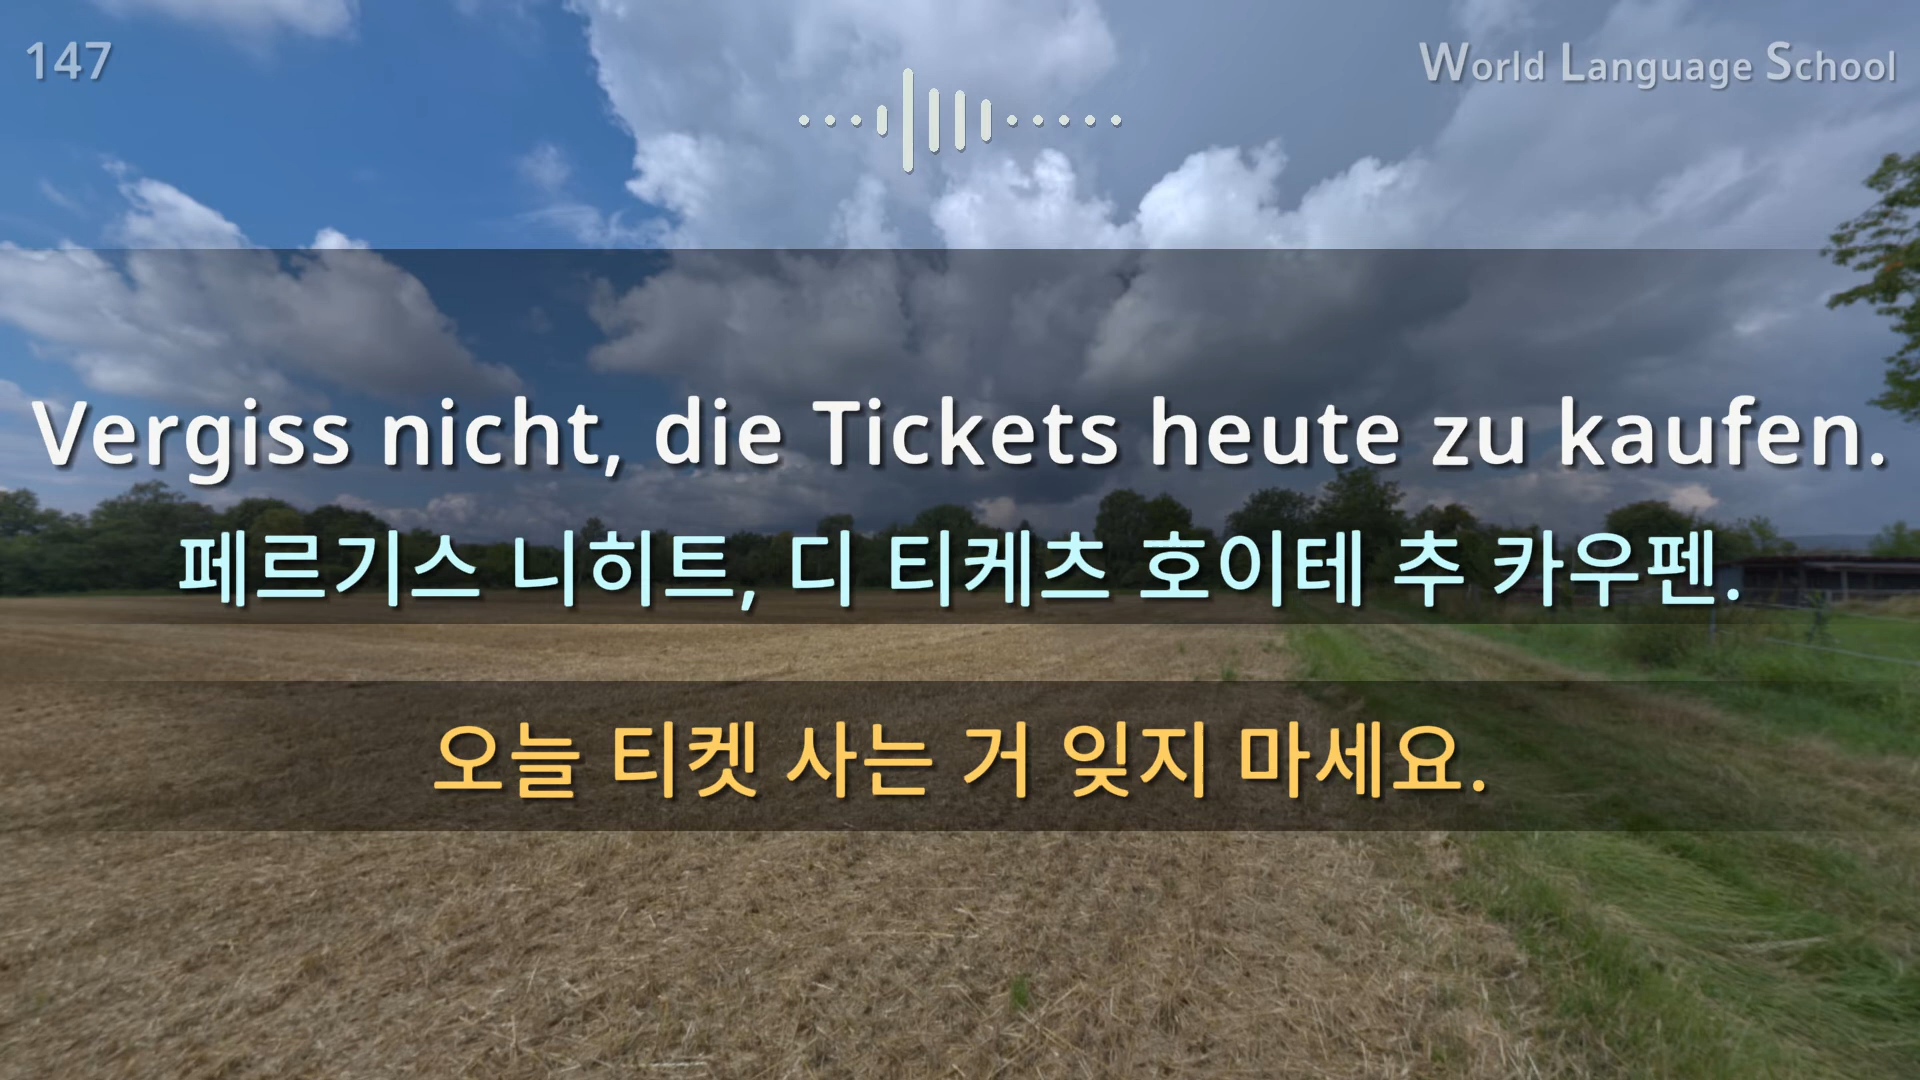 147
World Language School
Vergiss nicht, die Tickets heute zu kaufen.
페르기스 니히트, 디 티케츠 호이테 추 카우펜.
오늘 티켓 사는 거 잊지 마세요.